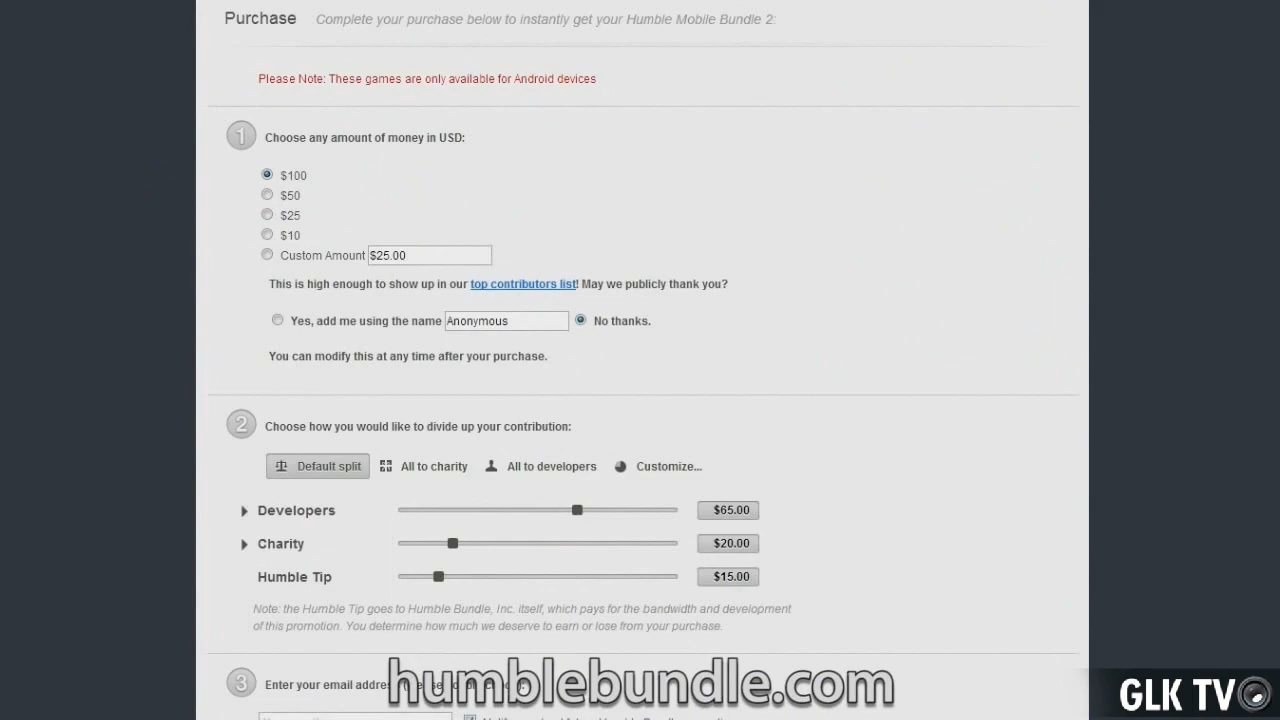 Purchase Complete your purchase below to instantly get your Humble Mobile Bundle 2:
Please Note: These games are only available for Android devices
1 Choose any amount of money in USD:
$100
$50
$25
$10
Custom Amount $25.00
This is high enough to show up in our top contributors list! May we publicly thank you?
Yes, add me using the name Anonymous No thanks.
You can modify this at any time after your purchase.
2 Choose how you would like to divide up your contribution:
Default split All to charity All to developers Customize...
Developers $65.00
Charity $20.00
Humble Tip $15.00
Note: the Humble Tip goes to Humble Bundle, Inc. itself, which pays for the bandwidth and development
of this promotion. You determine how much we deserve to earn or lose from your purchase.
3 Enter your email
humblebundle.com
GLK TV